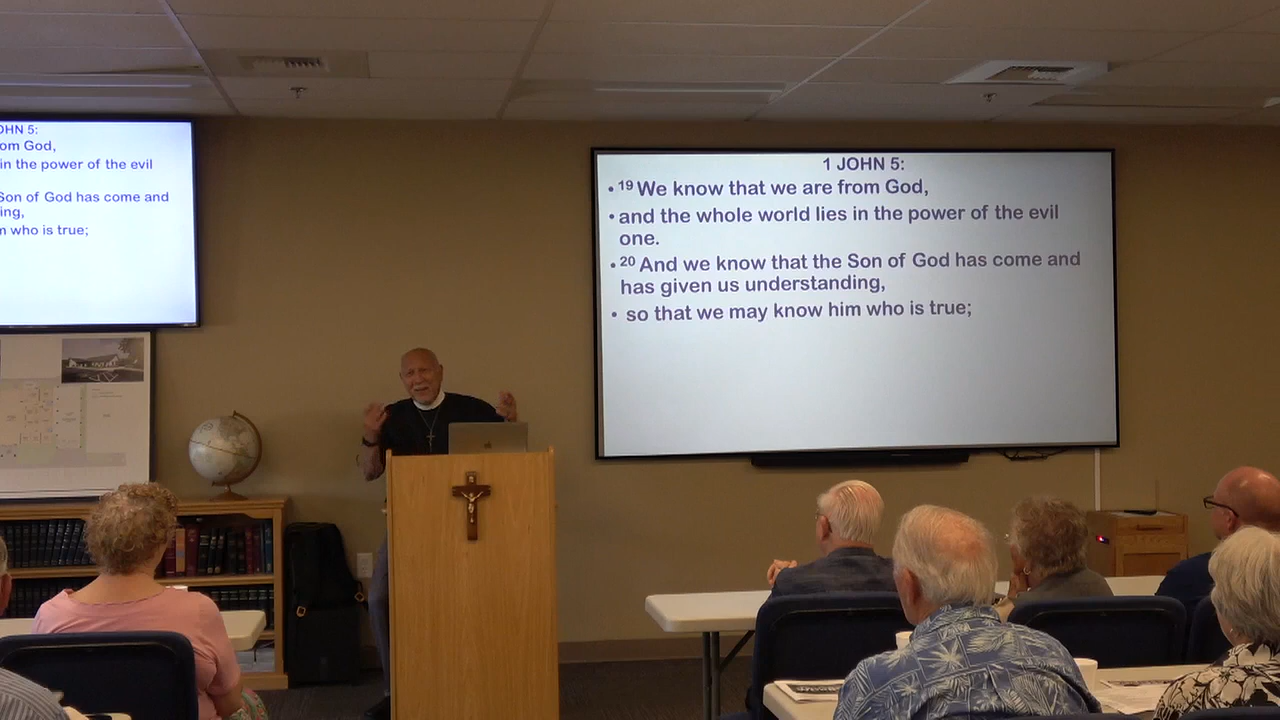 OHN 5:
om God,
in the power of the evil
Son of God has come and
ing,
who is true;
1 JOHN 5:
• 19 We know that we are from God,
• and the whole world lies in the power of the evil
one.
• 20 And we know that the Son of God has come and
has given us understanding,
• so that we may know him who is true;